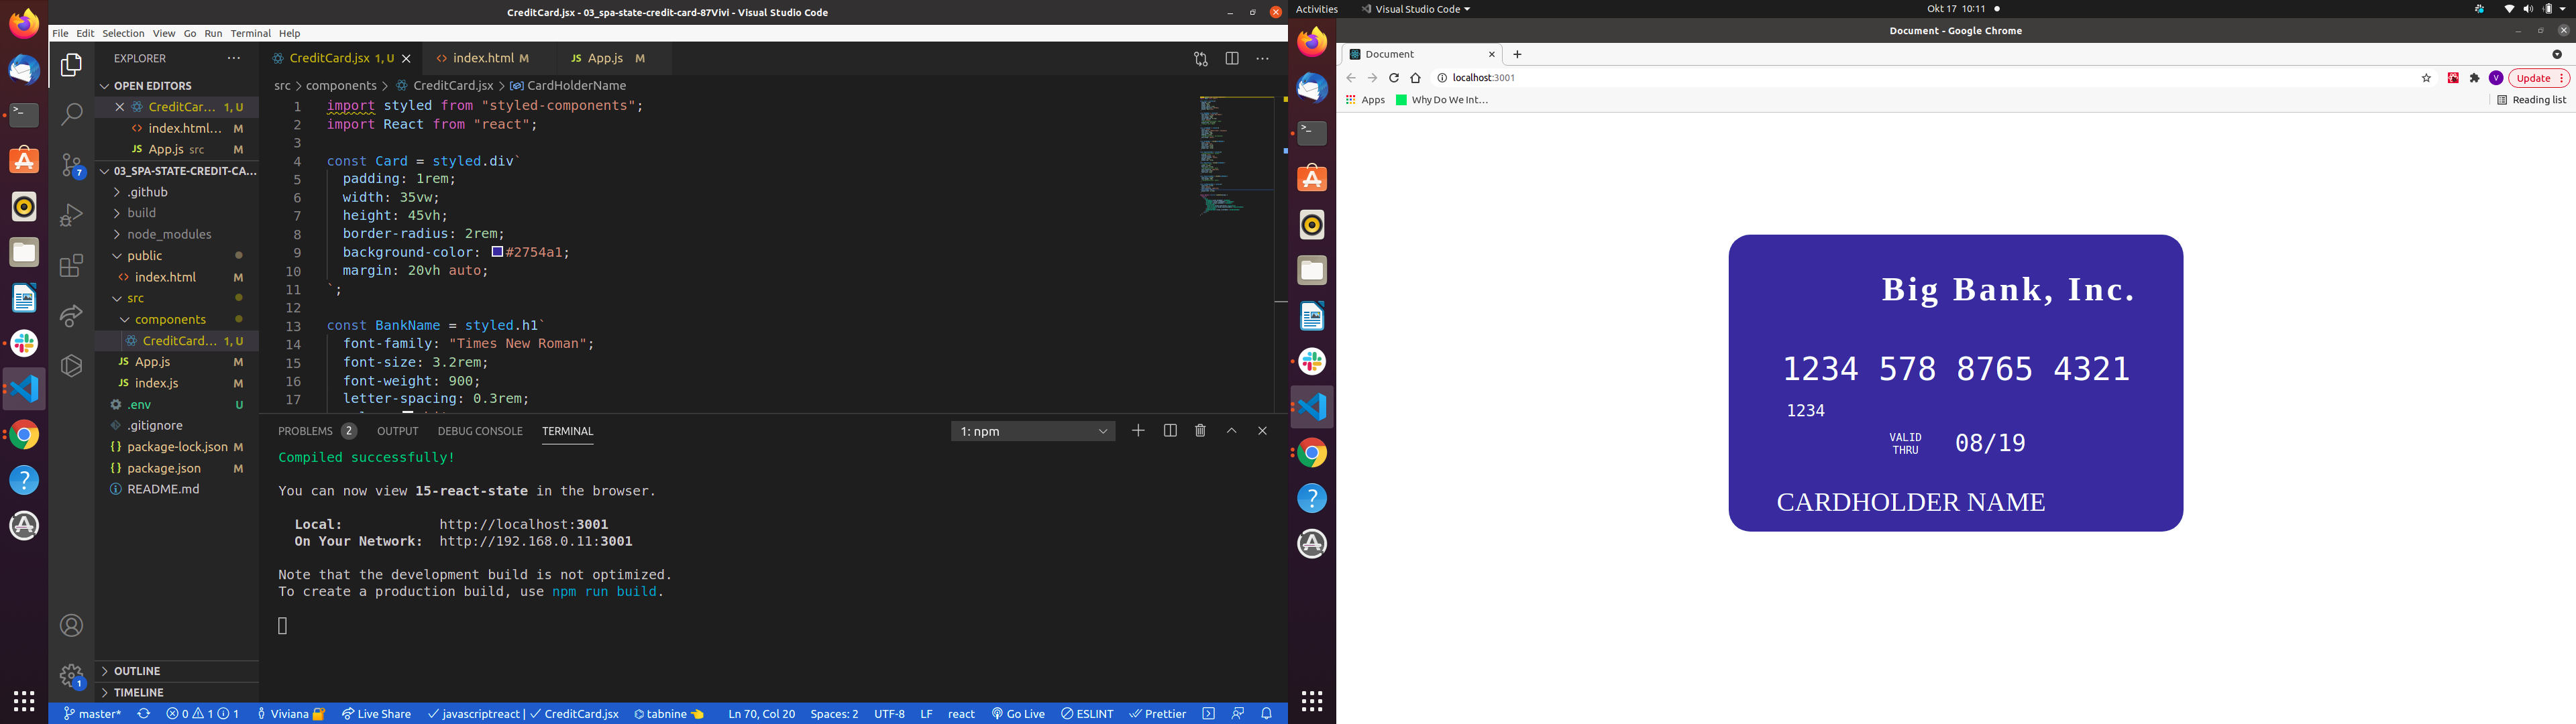 CreditCard.jsx - 03_spa-state-credit-card-87Vivi - Visual Studio Code
File Edit Selection View Go Run Terminal Help
EXPLORER
OPEN EDITORS
CreditCar... 1, U
index.html... M
App.js src M
03_SPA-STATE-CREDIT-CA...
.github
build
node_modules
public
index.html M
src
components
CreditCard... 1, U
App.js M
index.js M
.env U
.gitignore
package-lock.json M
package.json M
README.md
OUTLINE
TIMELINE
7
1
CreditCard.jsx 1, U
index.html M
App.js M
src > components > CreditCard.jsx > CardHolderName
1 import styled from "styled-components";
2 import React from "react";
3
4 const Card = styled.div`
5 padding: 1rem;
6 width: 35vw;
7 height: 45vh;
8 border-radius: 2rem;
9 background-color: #2754a1;
10 margin: 20vh auto;
11 `;
12
13 const BankName = styled.h1`
14 font-family: "Times New Roman";
15 font-size: 3.2rem;
16 font-weight: 900;
17 letter-spacing: 0.3rem;
PROBLEMS 2 OUTPUT DEBUG CONSOLE TERMINAL 1: npm
Compiled successfully!
You can now view 15-react-state in the browser.
Local: http://localhost:3001
On Your Network: http://192.168.0.11:3001
Note that the development build is not optimized.
To create a production build, use npm run build.
master* 0 1 1 Viviana Live Share javascriptreact | CreditCard.jsx tabnine Ln 70, Col 20 Spaces: 2 UTF-8 LF react Go Live ESLINT Prettier
Activities Visual Studio Code Okt 17 10:11
Document - Google Chrome
Document
localhost:3001 V Update
Apps Why Do We Int... Reading list
Big Bank, Inc.
1234 578 8765 4321
1234
VALID
THRU 08/19
CARDHOLDER NAME